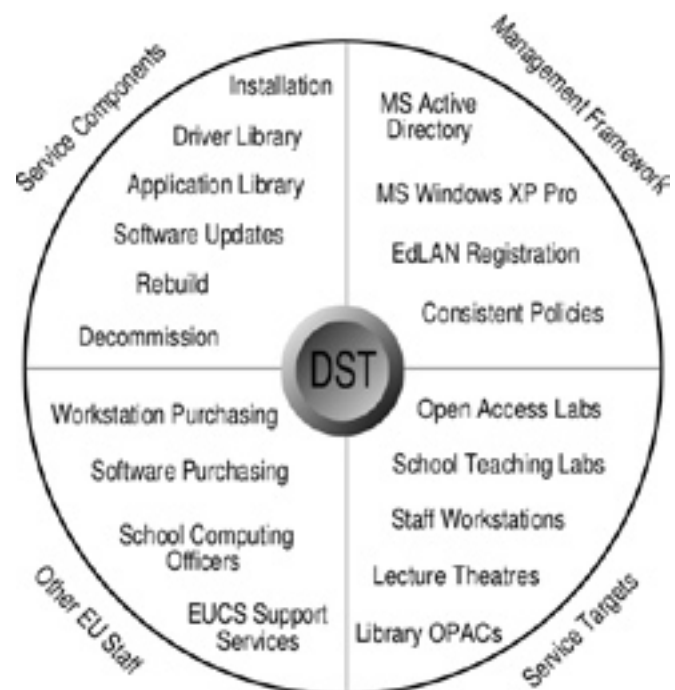 Service Components
Installation
Driver Library
Application Library
Software Updates
Rebuild
Decommission
Management Framework
MS Active
Directory
MS Windows XP Pro
EdLAN Registration
Consistent Policies
DST
Workstation Purchasing
Software Purchasing
School Computing
Officers
EUCS Support
Services
Other EU Staff
Open Access Labs
School Teaching Labs
Staff Workstations
Lecture Theatres
Library OPACs
Service Targets